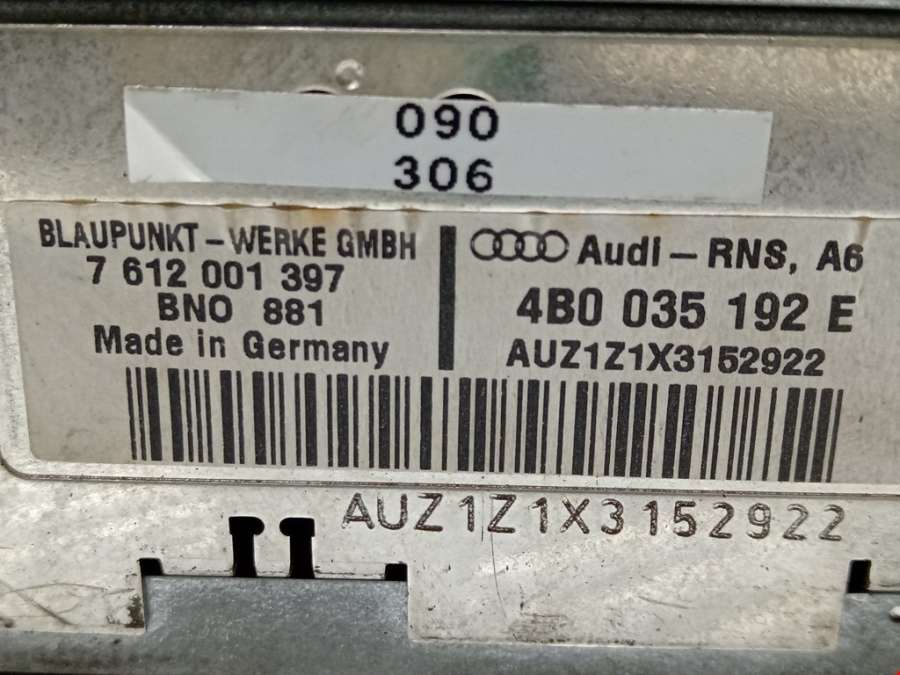 090
306
BLAUPUNKT – WERKE GMBH
7 612 001 397
BNO 881
Made in Germany
Audi – RNS, A6
4B0 035 192 E
AUZ1Z1X3152922
AUZ1Z1X3152922